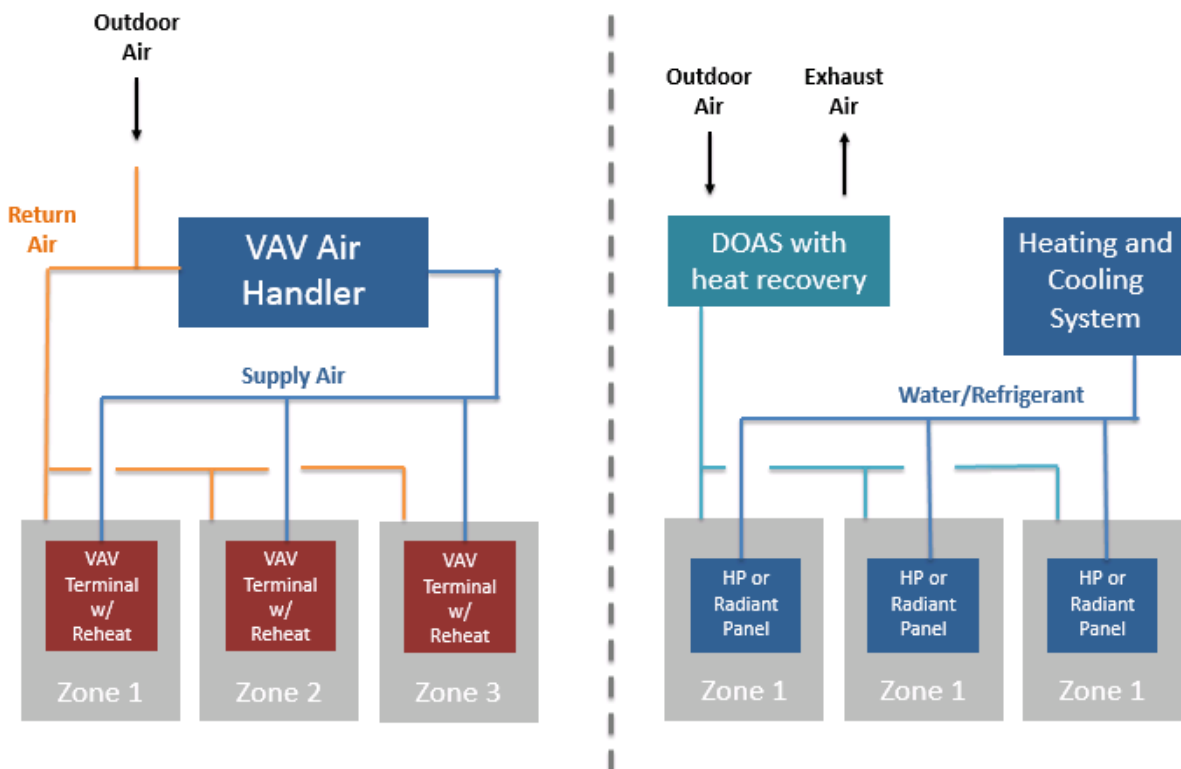 Outdoor
Air
Return
Air
VAV Air
Handler
Supply Air
VAV
Terminal
w/
Reheat
Zone 1
VAV
Terminal
w/
Reheat
Zone 2
VAV
Terminal
w/
Reheat
Zone 3
Outdoor
Air
Exhaust
Air
DOAS with
heat recovery
Heating and
Cooling
System
Water/Refrigerant
HP or
Radiant
Panel
Zone 1
HP or
Radiant
Panel
Zone 1
HP or
Radiant
Panel
Zone 1